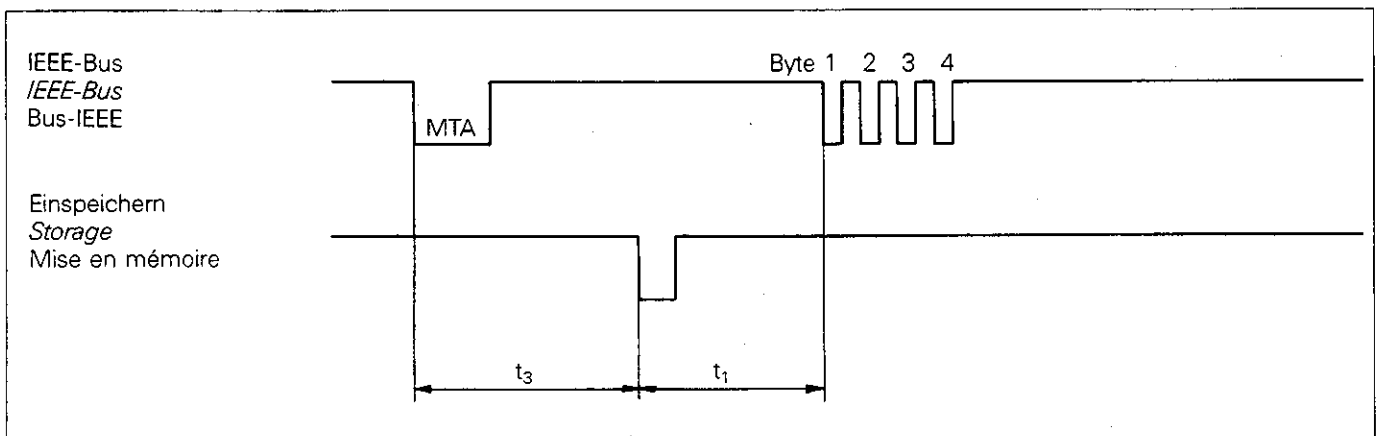 IEEE-Bus
IEEE-Bus
Bus-IEEE
Byte 1 2 3 4
MTA
Einspeichern
Storage
Mise en mémoire
t₃
t₁